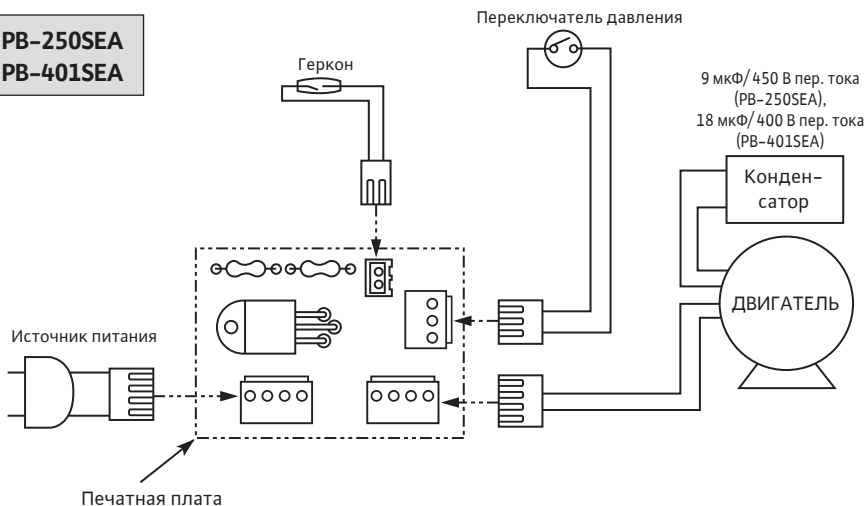 PB-250SEA
PB-401SEA
Переключатель давления
Геркон
9 мкФ/450 В пер. тока
(PB-250SEA),
18 мкФ/400 В пер. тока
(PB-401SEA)
Конден-
сатор
ДВИГАТЕЛЬ
Источник питания
Печатная плата